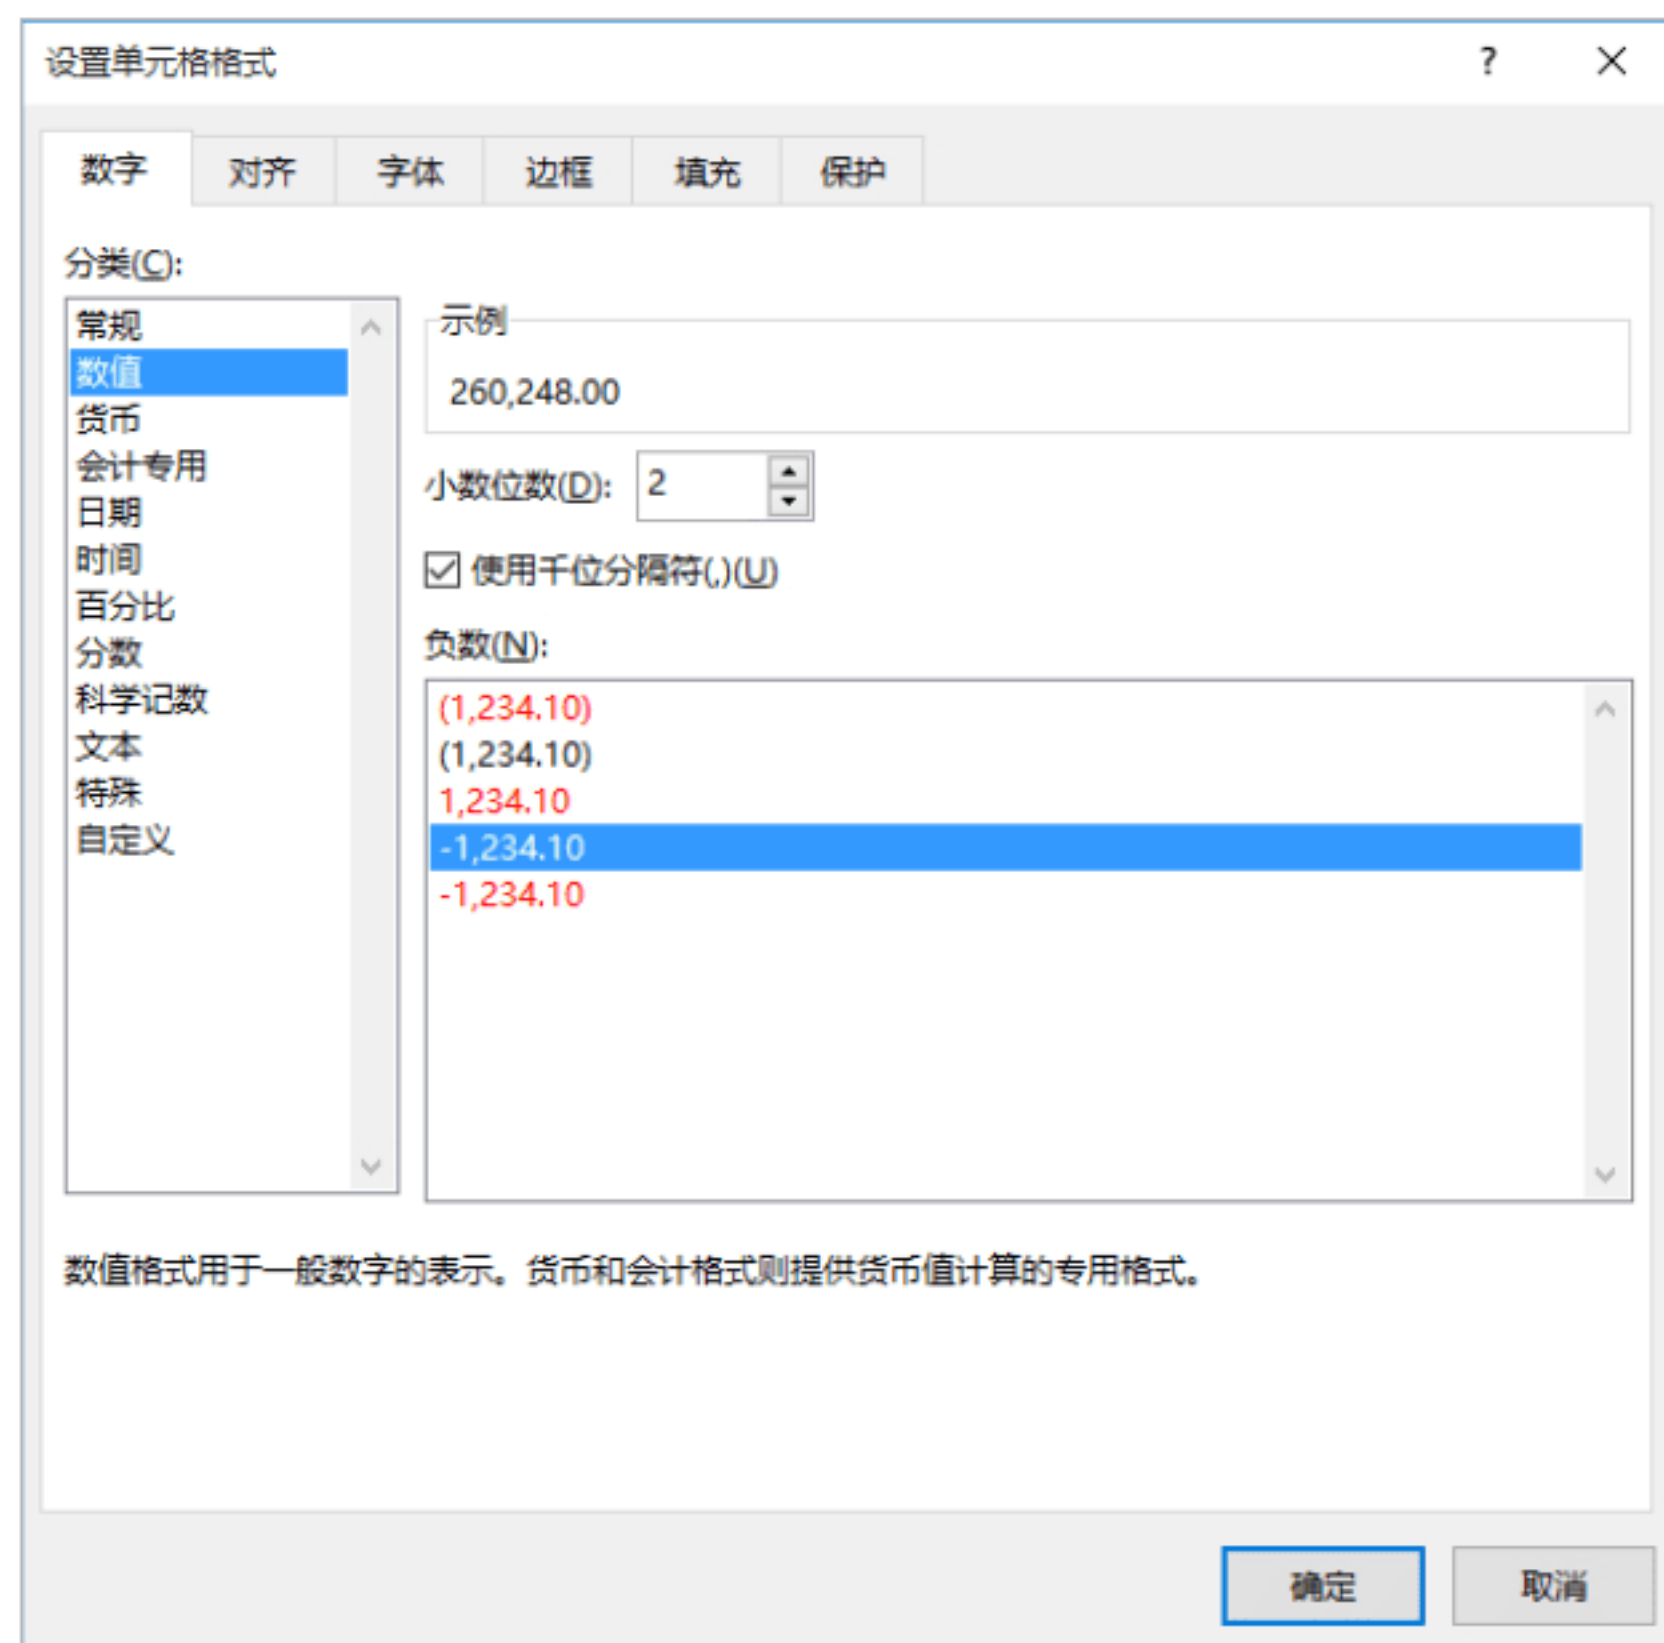 设置单元格格式 ?
数字 对齐 字体 边框 填充 保护
分类(C):
常规
数值
货币
会计专用
日期
时间
百分比
分数
科学记数
文本
特殊
自定义
示例
260,248.00
小数位数(D): 2
使用千位分隔符(,)(U)
负数(N):
(1,234.10)
(1,234.10)
1,234.10
-1,234.10
-1,234.10
数值格式用于一般数字的表示。货币和会计格式则提供货币值计算的专用格式。
确定 取消